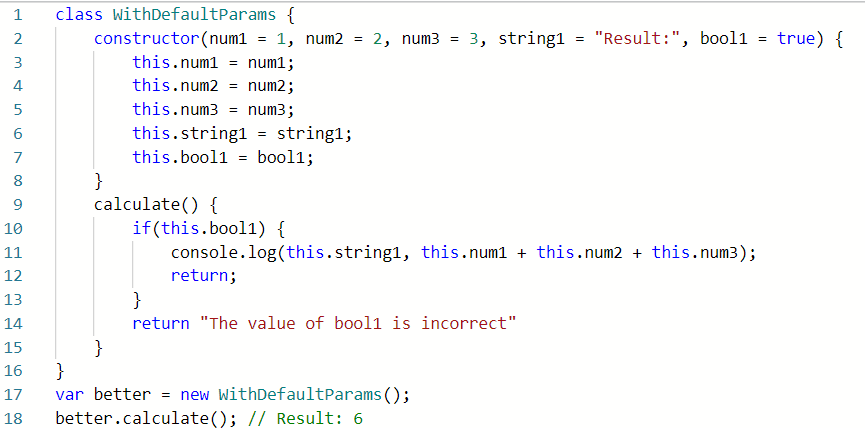 1 class WithDefaultParams {
2     constructor(num1 = 1, num2 = 2, num3 = 3, string1 = "Result:", bool1 = true) {
3         this.num1 = num1;
4         this.num2 = num2;
5         this.num3 = num3;
6         this.string1 = string1;
7         this.bool1 = bool1;
8     }
9     calculate() {
10         if(this.bool1) {
11             console.log(this.string1, this.num1 + this.num2 + this.num3);
12             return;
13         }
14         return "The value of bool1 is incorrect"
15     }
16 }
17 var better = new WithDefaultParams();
18 better.calculate(); // Result: 6